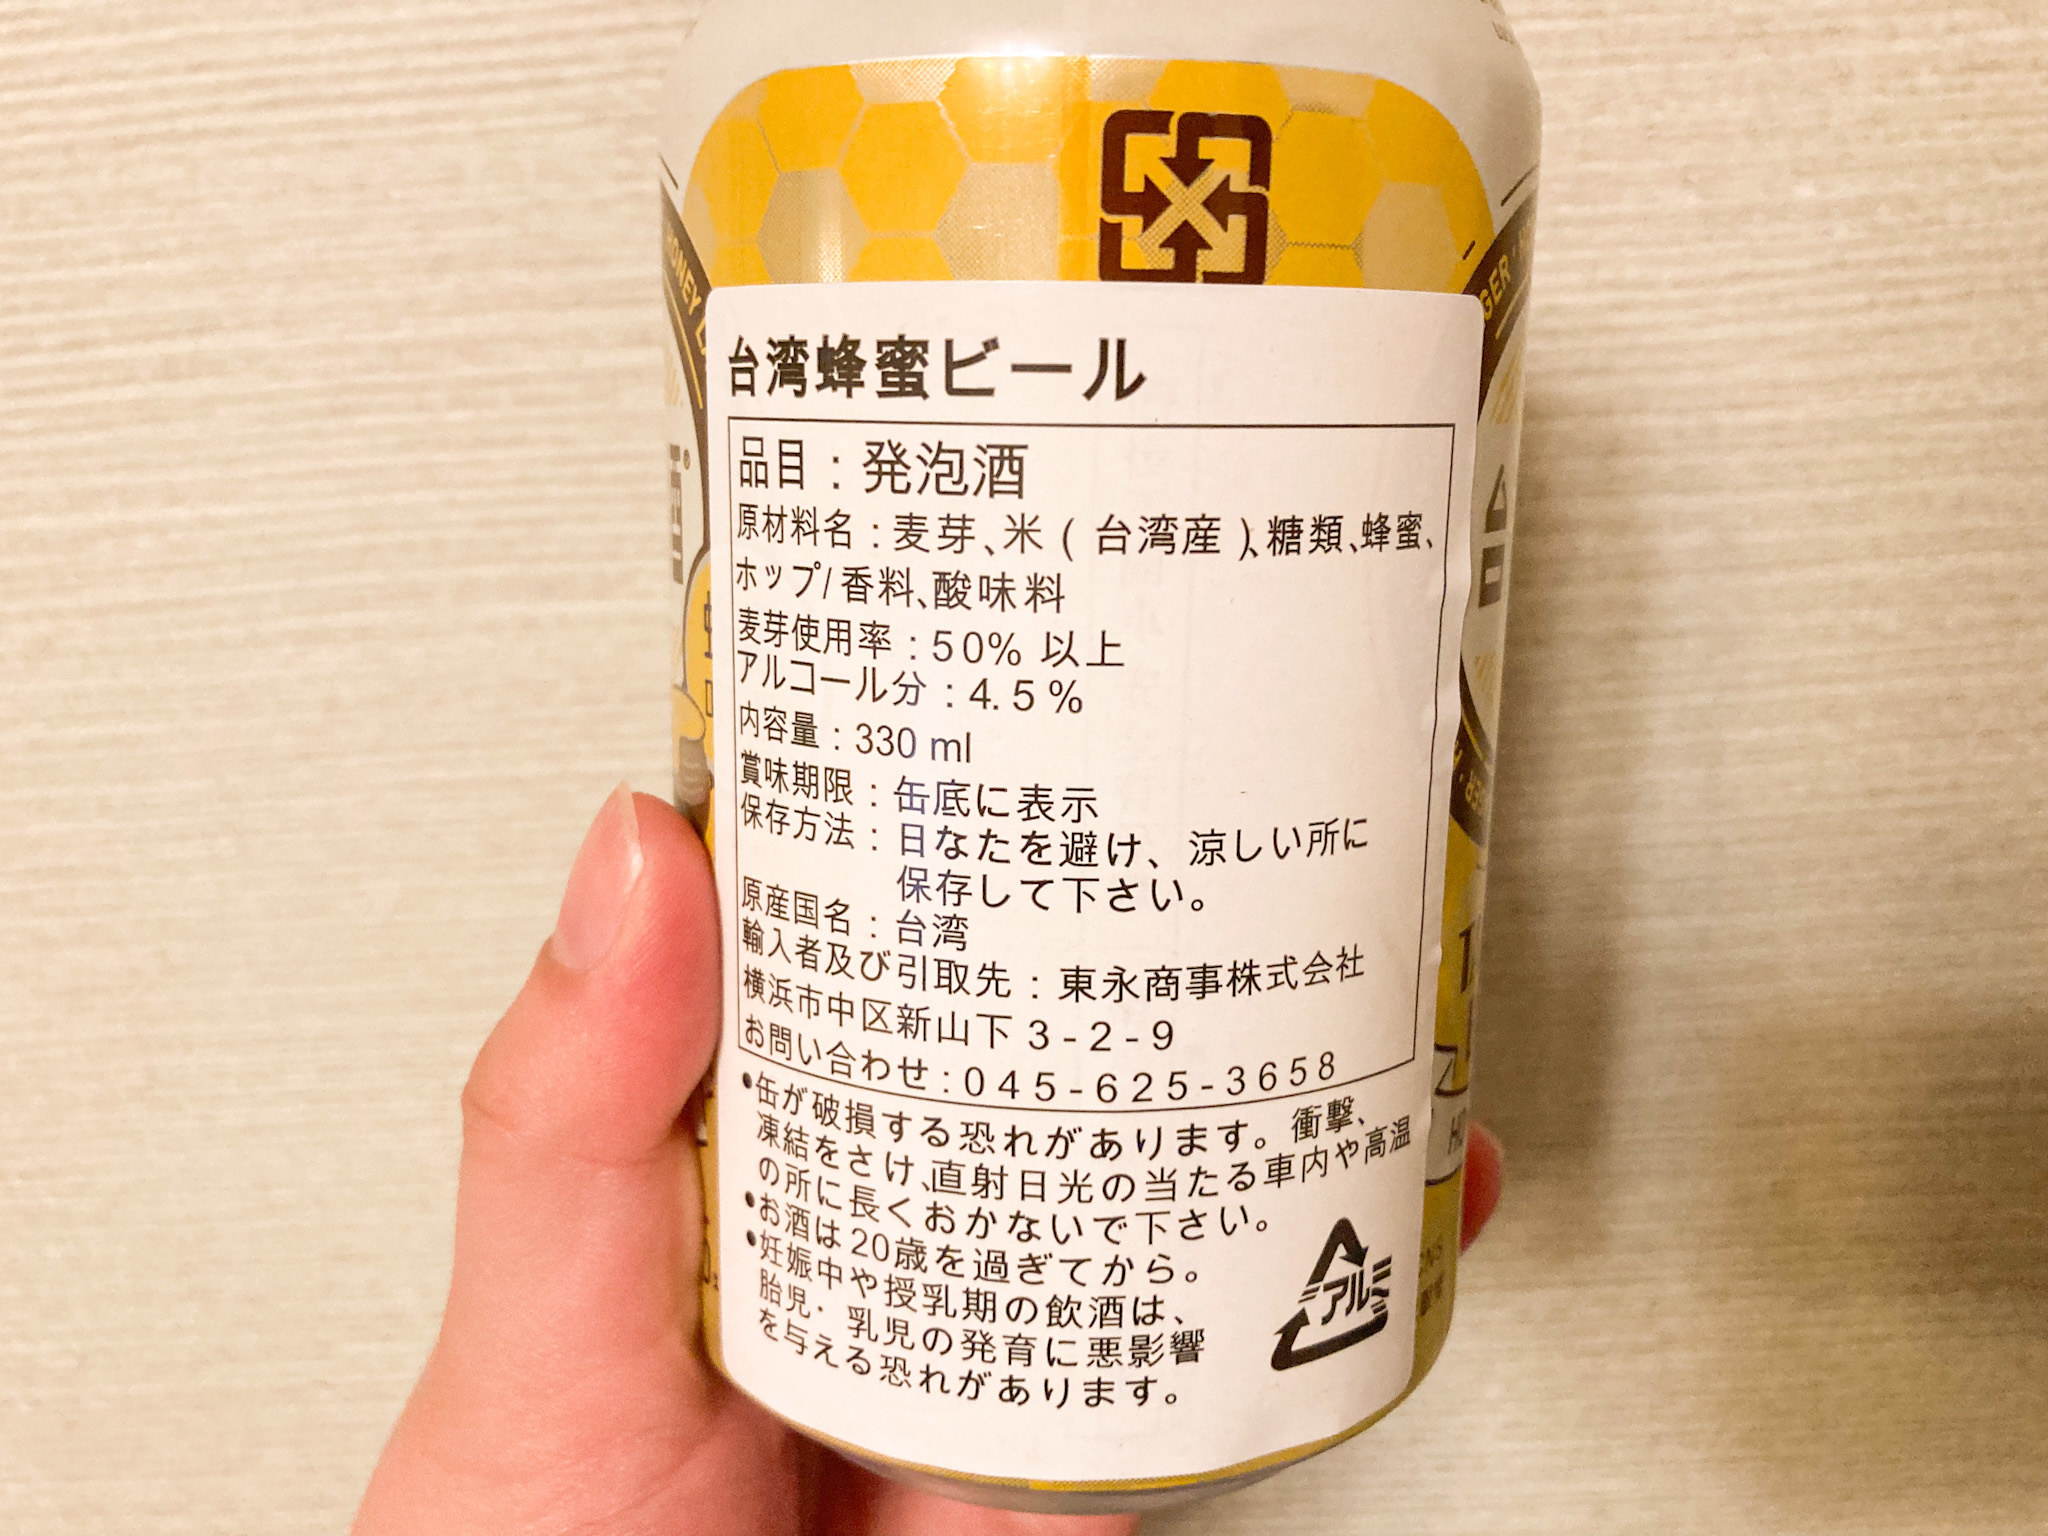 HONEY
GER
台湾蜂蜜ビール
品目：発泡酒
原材料名：麦芽、米(台湾産)、糖類、蜂蜜、
ホップ/香料、酸味料
麦芽使用率：50% 以上
アルコール分：4.5%
内容量：330 ml
賞味期限：缶底に表示
保存方法：日なたを避け、涼しい所に
保存して下さい。
原産国名：台湾
輸入者及び引取先：東永商事株式会社
横浜市中区新山下3-2-9
お問い合わせ:045-625-3658
•缶が破損する恐れがあります。衝撃、
凍結をさけ、直射日光の当たる車内や高温
の所に長くおかないで下さい。
•お酒は20歳を過ぎてから。
•妊娠中や授乳期の飲酒は、
胎児・乳児の発育に悪影響
を与える恐れがあります。
アルミ